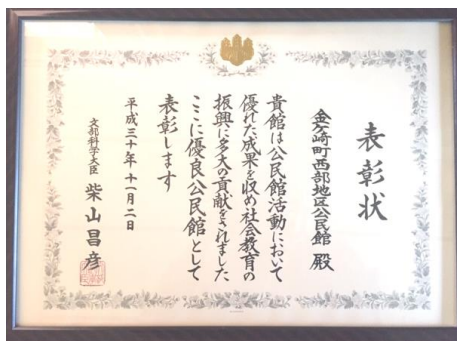 表彰状
金ケ崎町西部地区公民館 殿
貴館は公民館活動において
優れた成果を収め社会教育の
振興に多大の貢献をされました
ここに優良公民館として
表彰します
平成三十年十一月二日
文部科学大臣 柴山昌彦